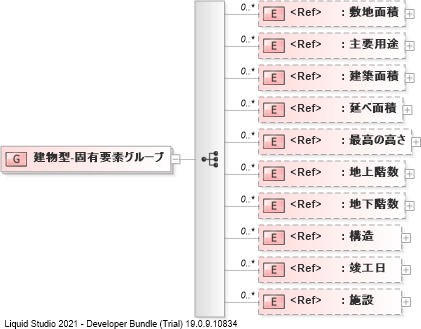 0..*
E <Ref> : 敷地面積
0..*
E <Ref> : 主要用途
0..*
E <Ref> : 建築面積
0..*
E <Ref> : 延べ面積
0..*
E <Ref> : 最高の高さ
G 建物型-固有要素グループ
0..*
E <Ref> : 地上階数
0..*
E <Ref> : 地下階数
0..*
E <Ref> : 構造
0..*
E <Ref> : 竣工日
0..*
E <Ref> : 施設
Liquid Studio 2021 - Developer Bundle (Trial) 19.0.9.10834